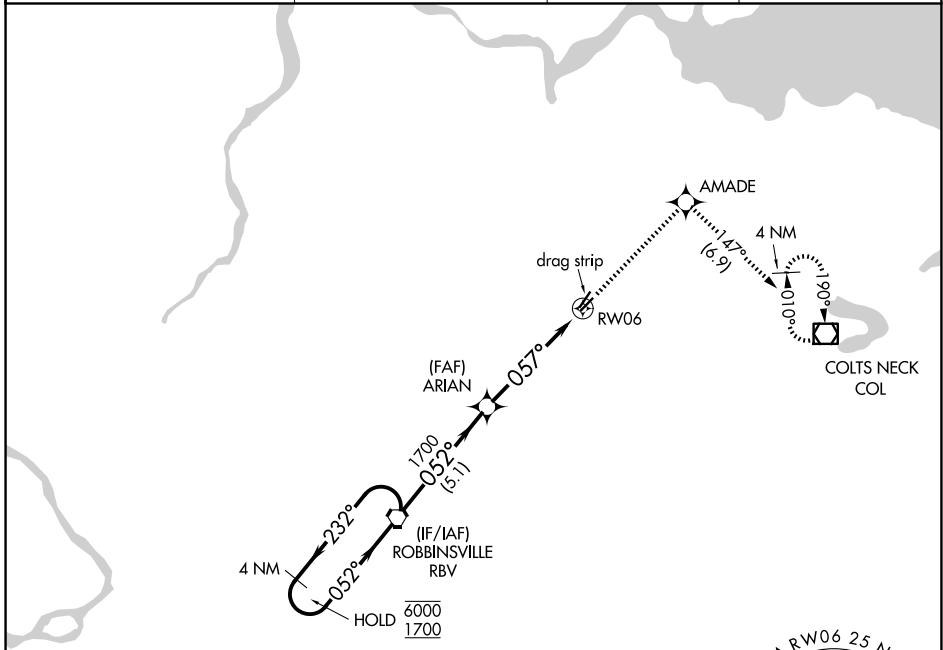 AMADE
147°
(6.9)
4 NM
190°
010°
drag strip
RW06
COLTS NECK
COL
(FAF)
ARIAN
057°
1700
052°
(5.1)
232°
(IF/IAF)
ROBBINSVILLE
RBV
4 NM
052°
HOLD
6000
1700
RW06 25